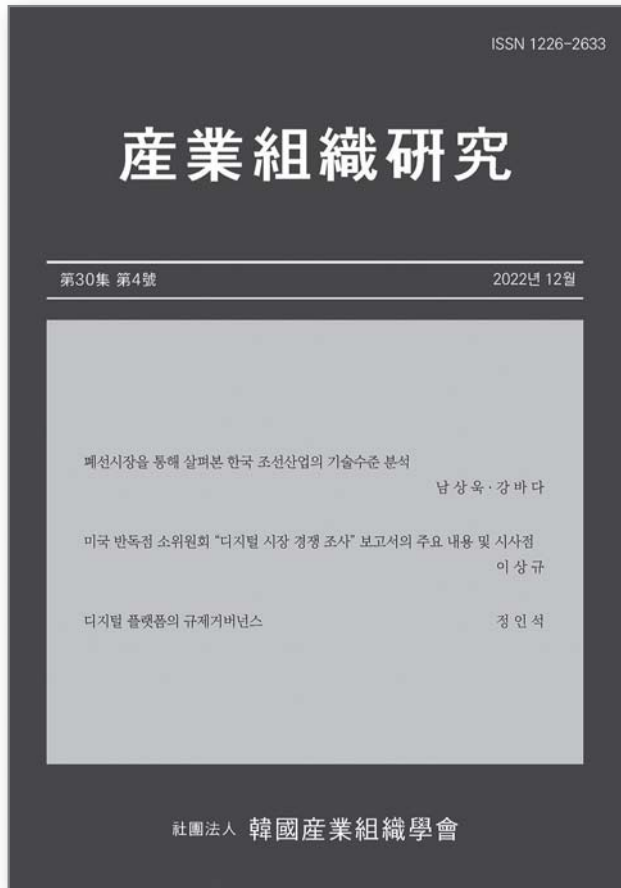 ISSN 1226-2633
産業組織研究
第30集 第4號 2022년 12월
폐선시장을 통해 살펴본 한국 조선산업의 기술수준 분석
남상욱·강바다
미국 반독점 소위원회 “디지털 시장 경쟁 조사” 보고서의 주요 내용 및 시사점
이상규
디지털 플랫폼의 규제거버넌스 정인석
社團法人 韓國産業組織學會